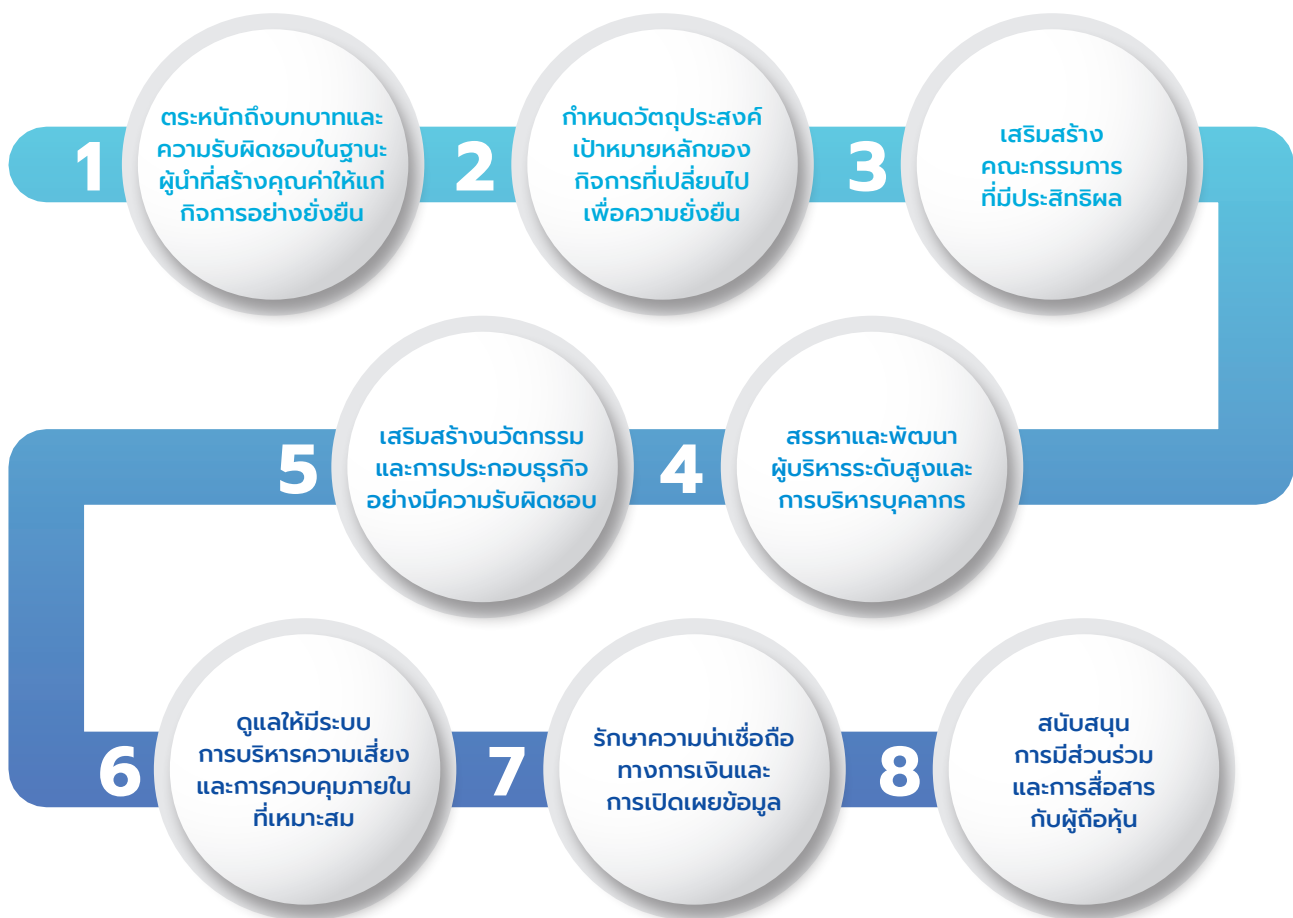 1
ตระหนักถึงบทบาทและ
ความรับผิดชอบในฐานะ
ผู้นำที่สร้างคุณค่าให้แก่
กิจการอย่างยั่งยืน
2
กำหนดวัตถุประสงค์
เป้าหมายหลักของ
กิจการที่เปลี่ยนไป
เพื่อความยั่งยืน
3
เสริมสร้าง
คณะกรรมการ
ที่มีประสิทธิผล
4
สรรหาและพัฒนา
ผู้บริหารระดับสูงและ
การบริหารบุคลากร
5
เสริมสร้างนวัตกรรม
และการประกอบธุรกิจ
อย่างมีความรับผิดชอบ
6
ดูแลให้มีระบบ
การบริหารความเสี่ยง
และการควบคุมภายใน
ที่เหมาะสม
7
รักษาความน่าเชื่อถือ
ทางการเงินและ
การเปิดเผยข้อมูล
8
สนับสนุน
การมีส่วนร่วม
และการสื่อสาร
กับผู้ถือหุ้น